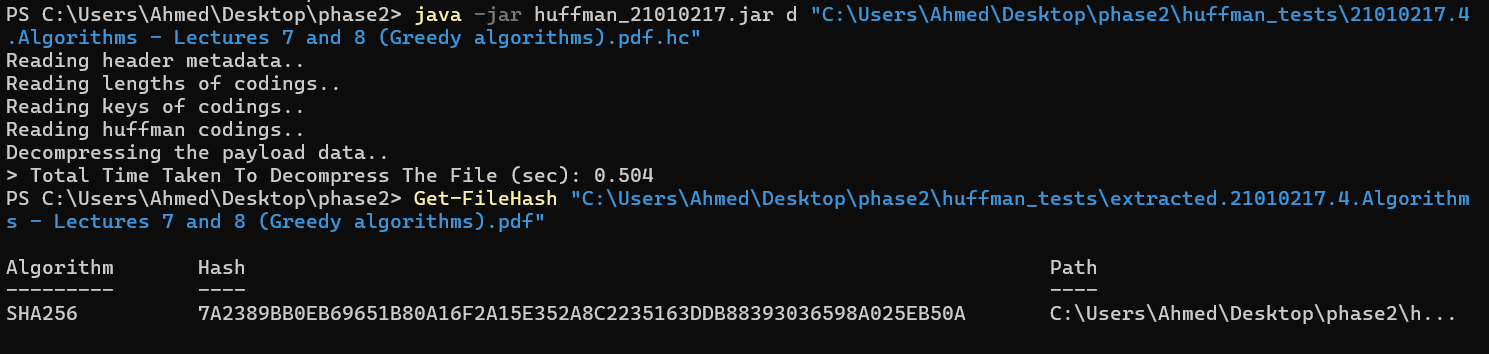 PS C:\Users\Ahmed\Desktop\phase2> java -jar huffman_21010217.jar d "C:\Users\Ahmed\Desktop\phase2\huffman_tests\21010217.4
.Algorithms - Lectures 7 and 8 (Greedy algorithms).pdf.hc"
Reading header metadata..
Reading lengths of codings..
Reading keys of codings..
Reading huffman codings..
Decompressing the payload data..
> Total Time Taken To Decompress The File (sec): 0.504
PS C:\Users\Ahmed\Desktop\phase2> Get-FileHash "C:\Users\Ahmed\Desktop\phase2\huffman_tests\extracted.21010217.4.Algorithm
s - Lectures 7 and 8 (Greedy algorithms).pdf"
Algorithm Hash Path
--------- ---- ----
SHA256 7A2389BB0EB69651B80A16F2A15E352A8C2235163DDB88393036598A025EB50A C:\Users\Ahmed\Desktop\phase2\h...